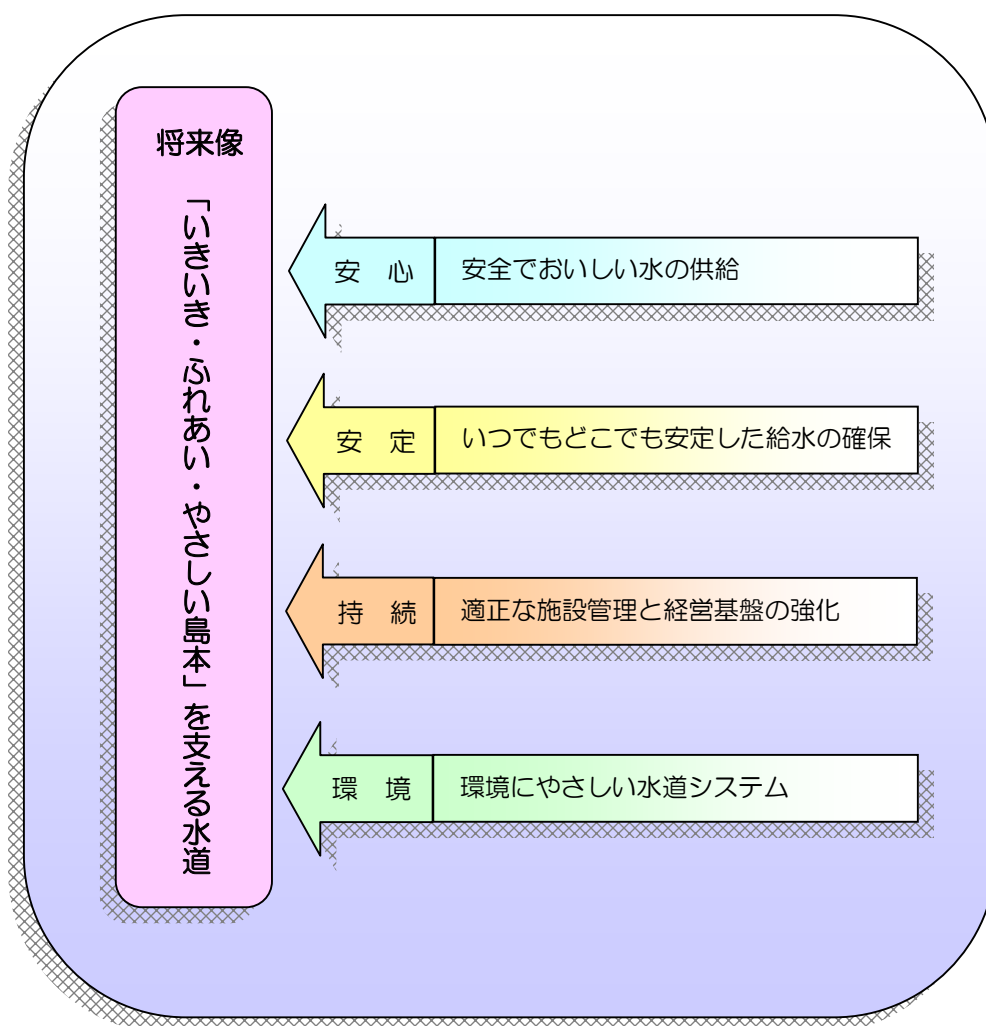 将来像
「いきいき・ふれあい・やさしい島本」を支える水道
安　心
安全でおいしい水の供給
安　定
いつでもどこでも安定した給水の確保
持　続
適正な施設管理と経営基盤の強化
環　境
環境にやさしい水道システム